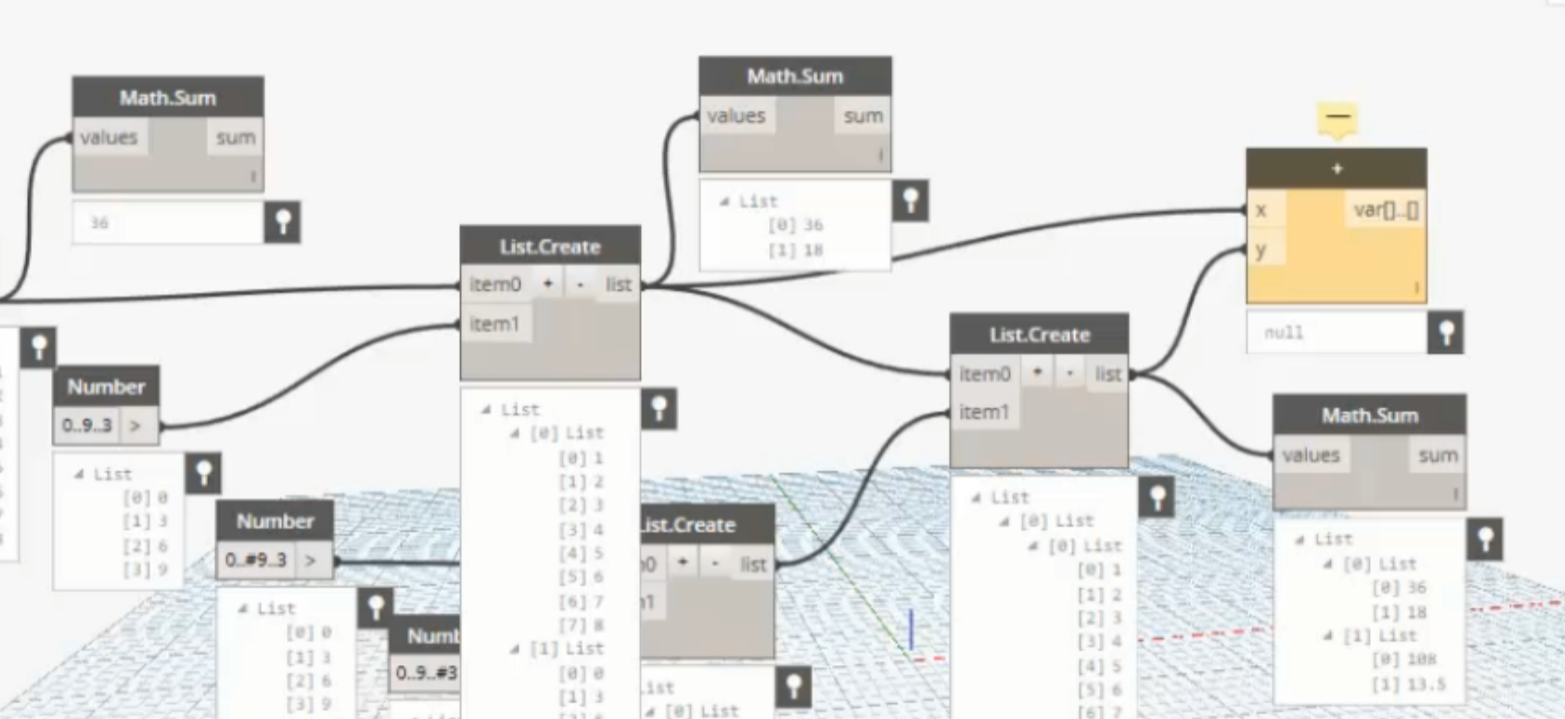 Math.Sum
values sum
36
Math.Sum
values sum
List
[0] 36
[1] 18
+
x var[]..[]
y
null
List.Create
item0 + - list
item1
List
[0] List
[0] 1
[1] 2
[2] 3
[3] 4
[4] 5
[5] 6
[6] 7
[7] 8
[1] List
[0] 0
[1] 3
Number
0..9..3 >
List
[0] 0
[1] 3
[2] 6
[3] 9
Number
0..#9..3 >
List
[0] 0
[1] 3
[2] 6
[3] 9
Numb
0..9..#3
List.Create
+ - list
[0] List
List.Create
item0 + - list
item1
List
[0] List
[0] List
[0] 1
[1] 2
[2] 3
[3] 4
[4] 5
[5] 6
[6] 7
Math.Sum
values sum
List
[0] List
[0] 36
[1] 18
[1] List
[0] 108
[1] 13.5